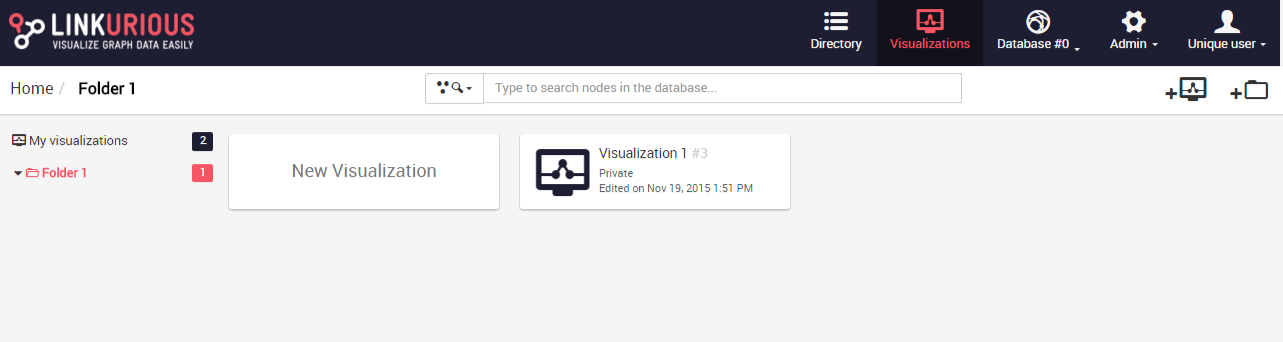 LINKURIOUS
VISUALIZE GRAPH DATA EASILY
Directory
Visualizations
Database #0
Admin
Unique user
Home / Folder 1
Type to search nodes in the database...
My visualizations 2
Folder 1 1
New Visualization
Visualization 1 #3
Private
Edited on Nov 19, 2015 1:51 PM